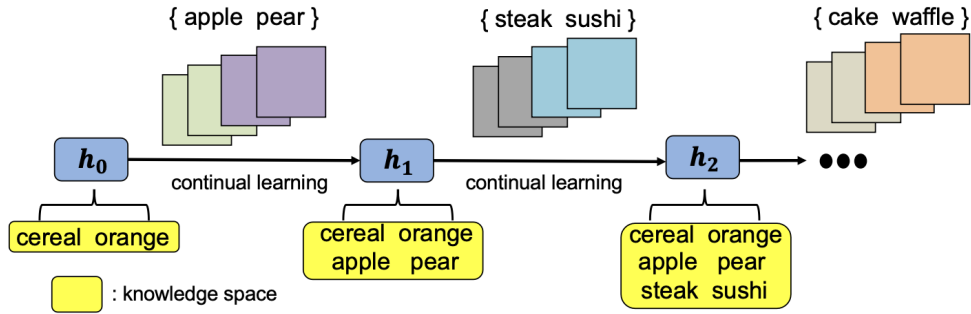 { apple pear }
{ steak sushi }
{ cake waffle }
h₀
continual learning
h₁
continual learning
h₂
●●●
cereal orange
cereal orange
apple pear
cereal orange
apple pear
steak sushi
: knowledge space